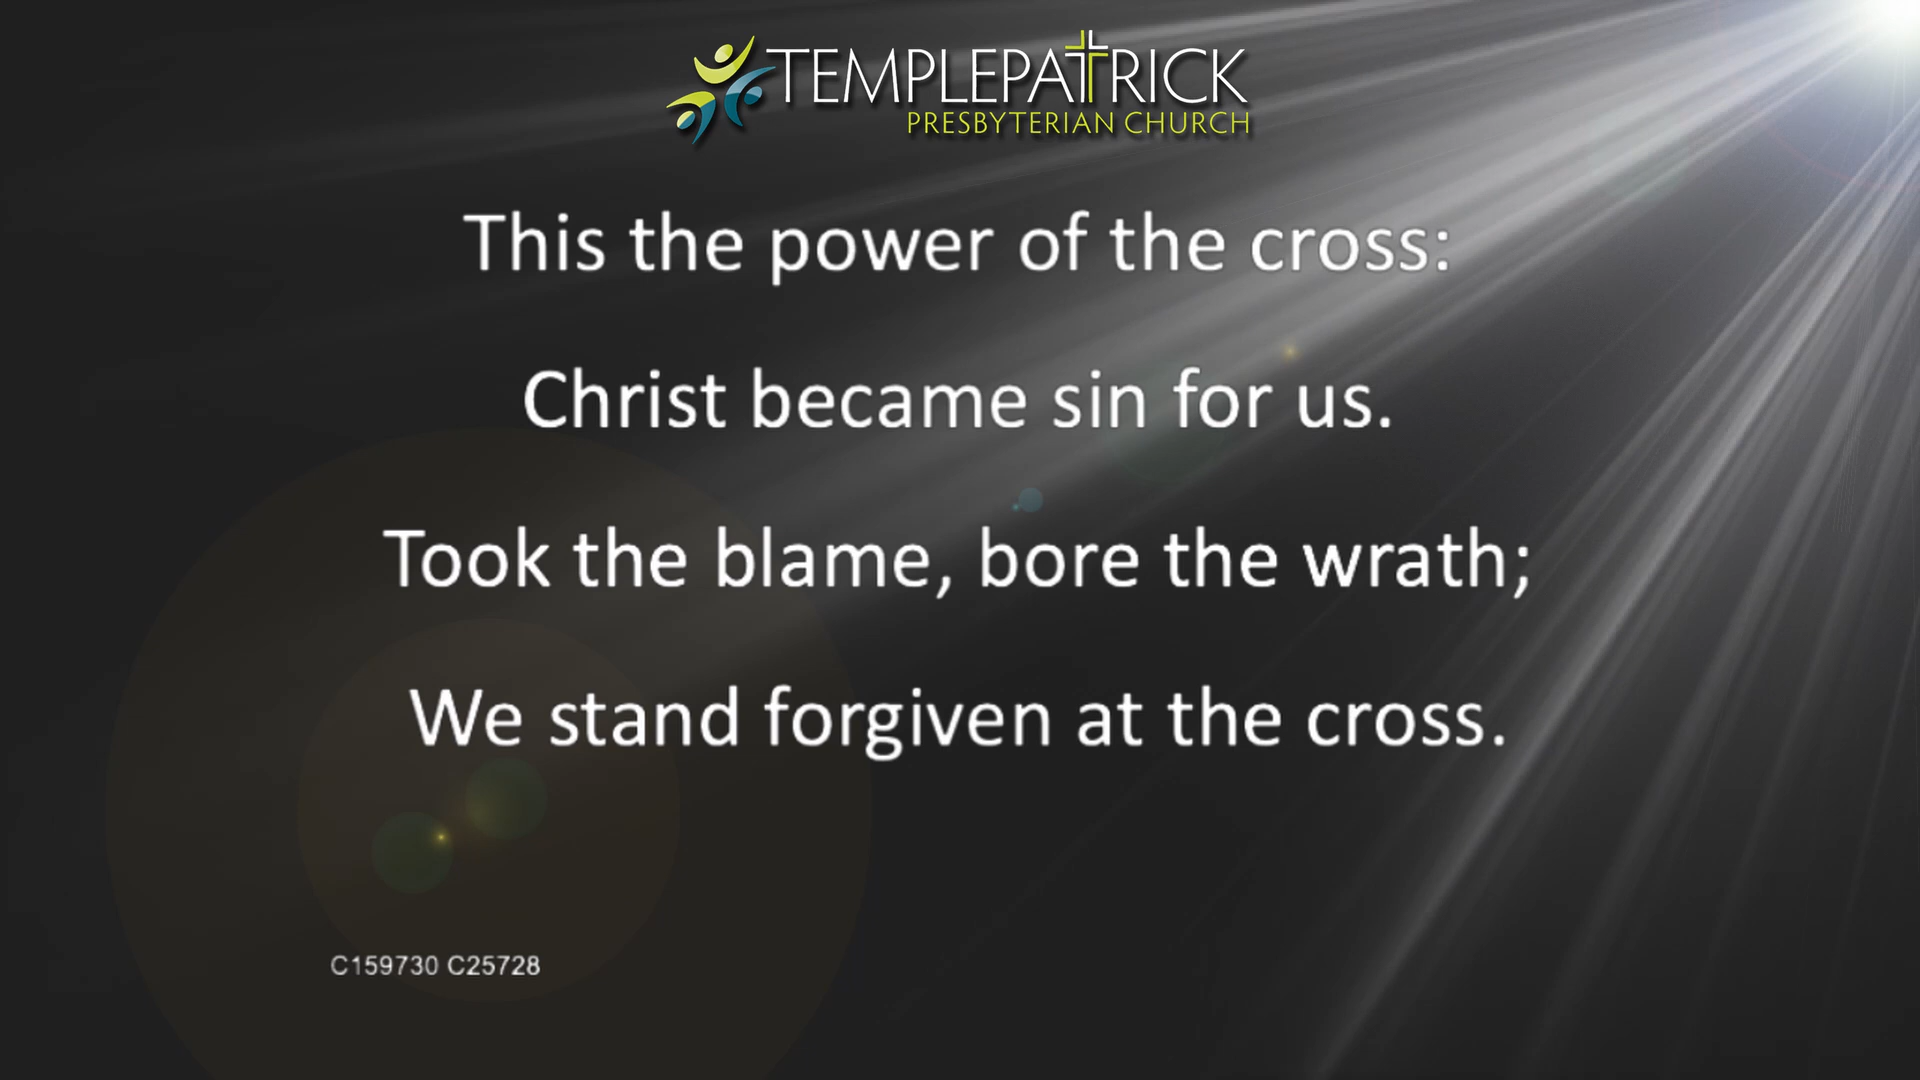 TEMPLEPATRICK
PRESBYTERIAN CHURCH
This the power of the cross:
Christ became sin for us.
Took the blame, bore the wrath;
We stand forgiven at the cross.
C159730 C25728